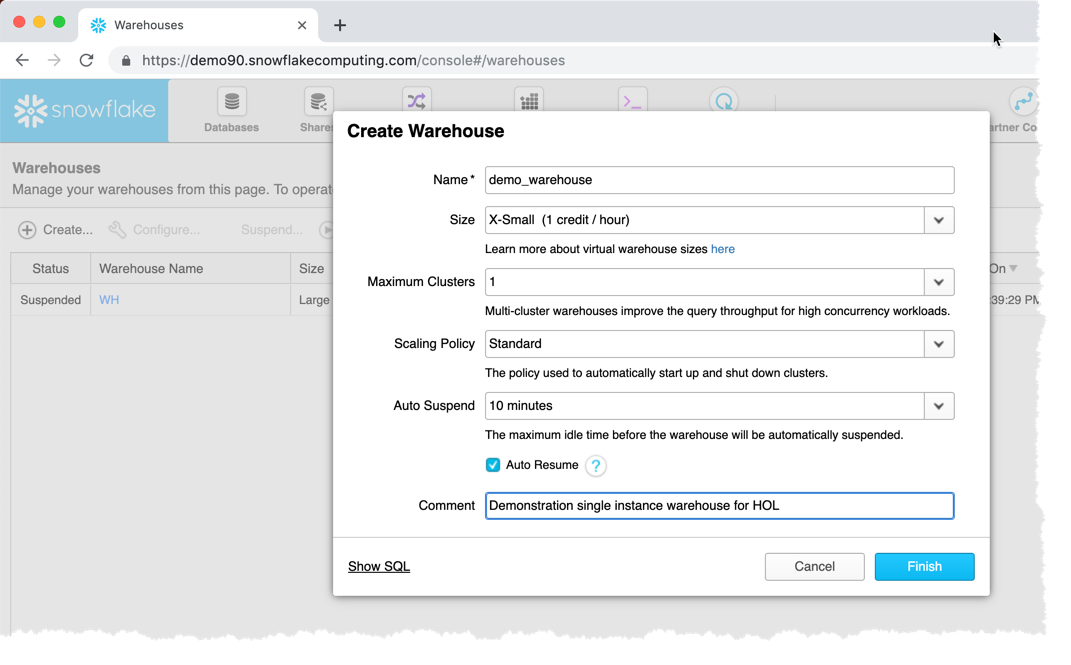 Warehouses
https://demo90.snowflakecomputing.com/console#/warehouses
snowflake
Databases
Shares
Create Warehouse
Warehouses
Manage your warehouses from this page. To
Create... Configure... Suspend...
Status Warehouse Name Size On
Suspended WH Large 39:29
Name* demo_warehouse
Size X-Small (1 credit / hour)
Learn more about virtual warehouse sizes here
Maximum Clusters 1
Multi-cluster warehouses improve the query throughput for high concurrency workloads.
Scaling Policy Standard
The policy used to automatically start up and shut down clusters.
Auto Suspend 10 minutes
The maximum idle time before the warehouse will be automatically suspended.
Auto Resume ?
Comment Demonstration single instance warehouse for HOL
Show SQL Cancel Finish